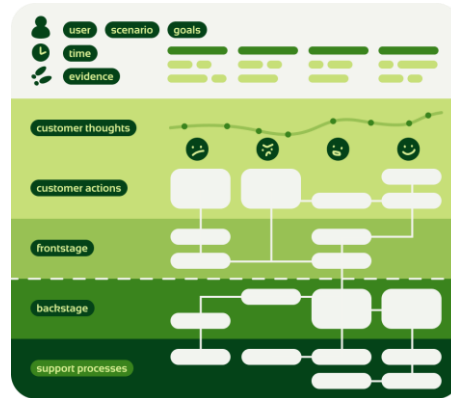 user scenario goals
time
evidence
customer thoughts
customer actions
frontstage
backstage
support processes